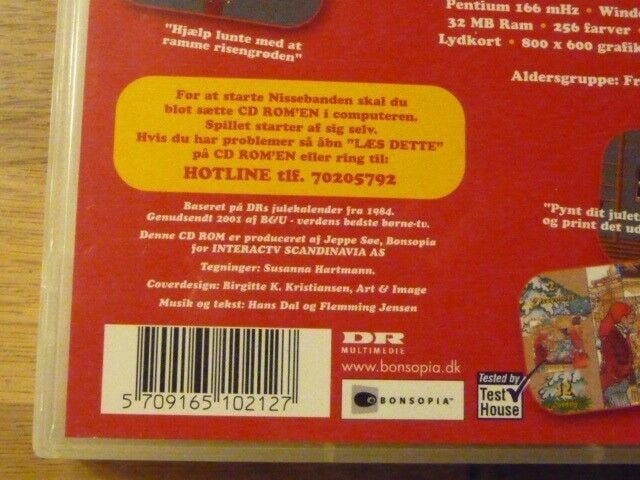 "Hjælp lunte med at
ramme risengrøden"
Pentium 166 mHz • Windo
32 MB Ram • 256 farver •
Lydkort • 800 x 600 grafik
Aldersgruppe: Fr
For at starte Nissebanden skal du
blot sætte CD ROM'EN i computeren.
Spillet starter af sig selv.
Hvis du har problemer så åbn "LÆS DETTE"
på CD ROM'EN eller ring til:
HOTLINE tlf. 70205792
Baseret på DRs julekalender fra 1984.
Genudsendt 2001 af B&U - verdens bedste børne-tv.
Denne CD ROM er produceret af Jeppe Søe, Bonsopia
for INTERACTV SCANDINAVIA AS
Tegninger: Susanna Hartmann.
Coverdesign: Birgitte K. Kristiansen, Art & Image
Musik og tekst: Hans Dal og Flemming Jensen
"Pynt dit julet
og print det ud
DR
MULTIMEDIE
www.bonsopia.dk
BONSOPIA™
Tested by
Test
House
5 709165 102127